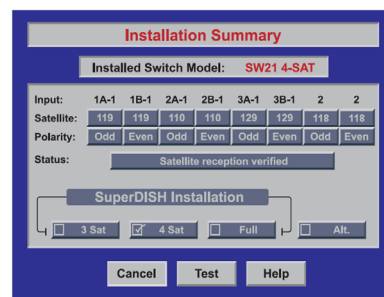 Installation Summary
Installed Switch Model: SW21 4-SAT
Input: 1A-1 1B-1 2A-1 2B-1 3A-1 3B-1 2 2
Satellite: 119 119 110 110 129 129 118 118
Polarity: Odd Even Odd Even Odd Even Odd Even
Status: Satellite reception verified
SuperDISH Installation
3 Sat 4 Sat Full Alt.
Cancel Test Help